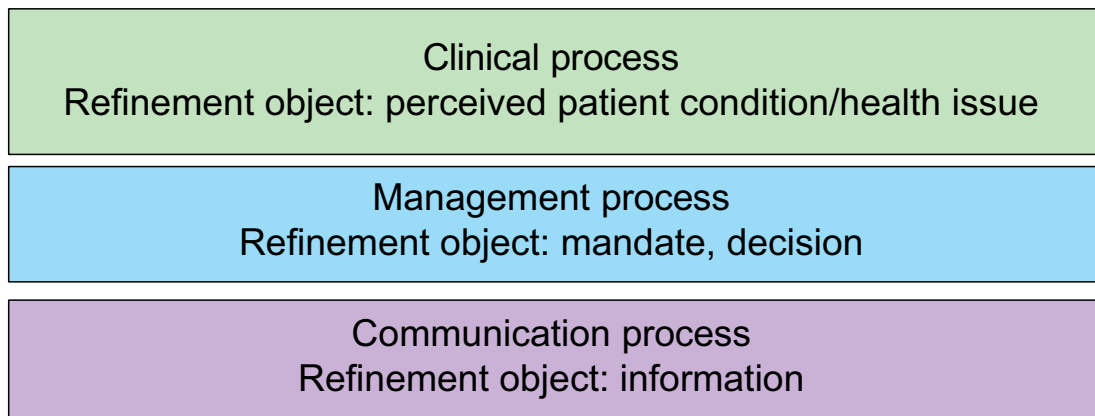 Clinical process
Refinement object: perceived patient condition/health issue
Management process
Refinement object: mandate, decision
Communication process
Refinement object: information